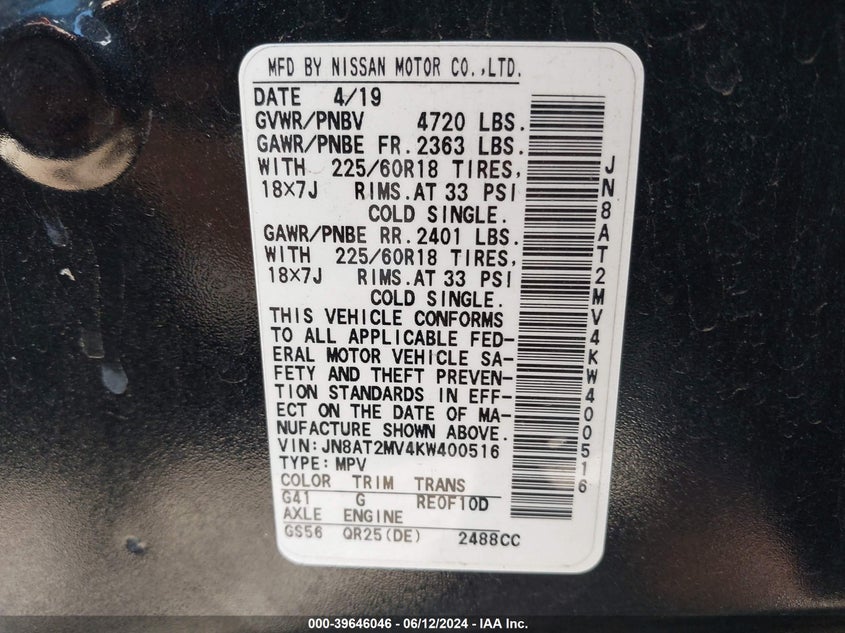 MFD BY NISSAN MOTOR CO.,LTD.
DATE 4/19
GVWR/PNBV 4720 LBS.
GAWR/PNBE FR.2363 LBS.
WITH 225/60R18 TIRES,
18X7J RIMS.AT 33 PSI
COLD SINGLE.
GAWR/PNBE RR.2401 LBS.
WITH 225/60R18 TIRES,
18X7J RIMS.AT 33 PSI
COLD SINGLE.
THIS VEHICLE CONFORMS
TO ALL APPLICABLE FED-
ERAL MOTOR VEHICLE SA-
FETY AND THEFT PREVEN-
TION STANDARDS IN EFF-
ECT ON THE DATE OF MA-
NUFACTURE SHOWN ABOVE.
VIN:JN8AT2MV4KW400516
TYPE:MPV
COLOR TRIM TRANS
G41 G RE0F10D
AXLE ENGINE
GS56 QR25(DE) 2488CC
JN8AT2MV4KW400516
000-39646046 - 06/12/2024 - IAA Inc.